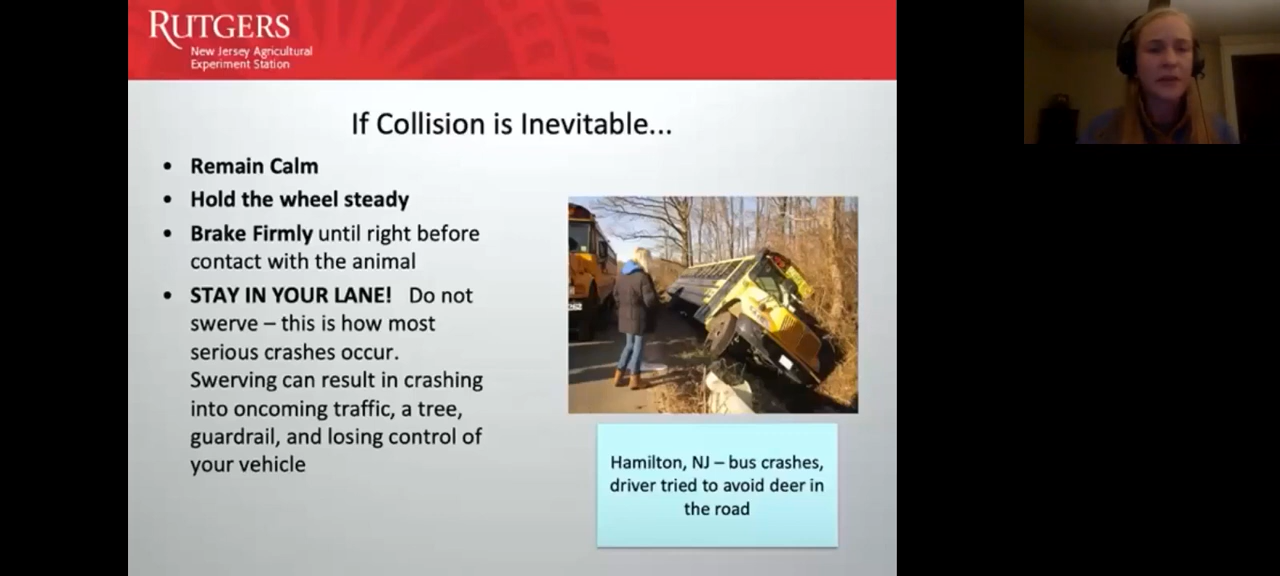 RUTGERS
New Jersey Agricultural
Experiment Station
If Collision is Inevitable...
• Remain Calm
• Hold the wheel steady
• Brake Firmly until right before
contact with the animal
• STAY IN YOUR LANE! Do not
swerve – this is how most
serious crashes occur.
Swerving can result in crashing
into oncoming traffic, a tree,
guardrail, and losing control of
your vehicle
Hamilton, NJ – bus crashes,
driver tried to avoid deer in
the road